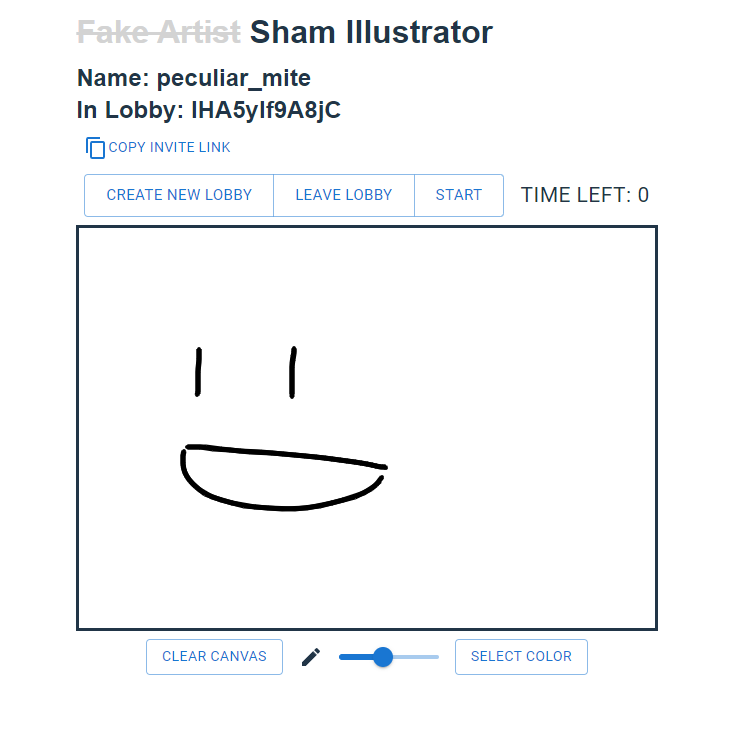 Fake Artist Sham Illustrator
Name: peculiar_mite
In Lobby: IHA5yIf9A8jC
COPY INVITE LINK
CREATE NEW LOBBY LEAVE LOBBY START TIME LEFT: 0
CLEAR CANVAS SELECT COLOR